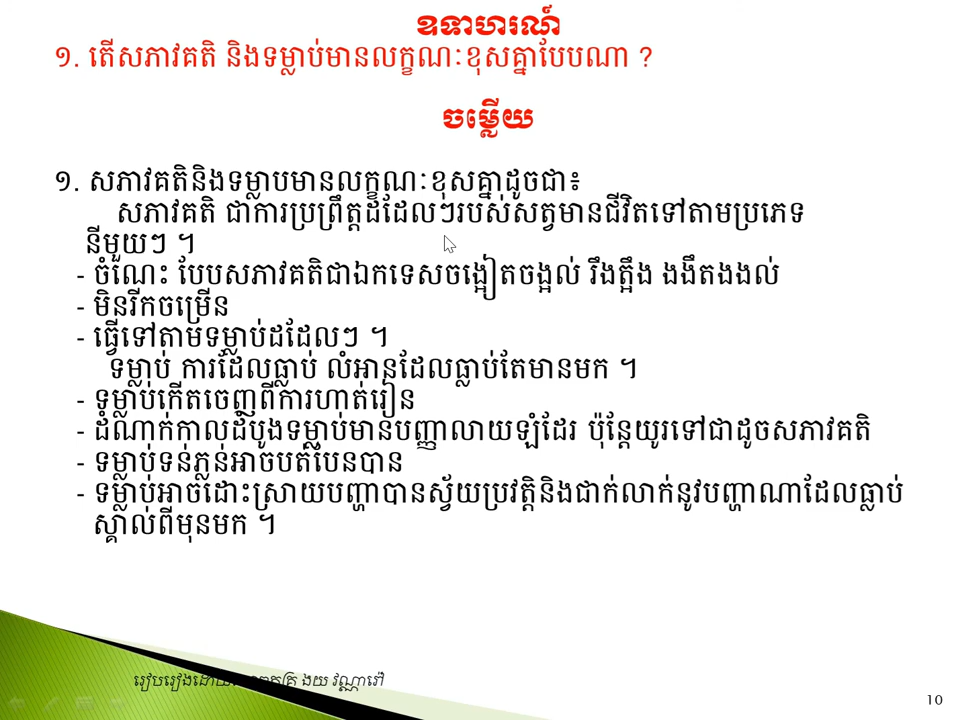 ឧទាហរណ៍
១. តើសភាវគតិ និងទម្លាប់មានលក្ខណៈខុសគ្នាបែបណា ?
ចម្លើយ
១. សភាវគតិនិងទម្លាបមានលក្ខណៈខុសគ្នាដូចជា៖
សភាវគតិ ជាការប្រព្រឹត្តដដែលៗរបស់សត្វមានជីវិតទៅតាមប្រភេទ
នីមួយៗ ។
- ចំណេះ បែបសភាវគតិជាឯកទេសចង្អៀតចង្អល់ រឹងត្អឹង ងងឹតងងល់
- មិនរីកចម្រើន
- ធ្វើទៅតាមទម្លាប់ដដែលៗ ។
ទម្លាប់ ការដែលធ្លាប់ លំអានដែលធ្លាប់តែមានមក ។
- ទម្លាប់កើតចេញពីការហាត់រៀន
- ដំណាក់កាលដំបូងទម្លាប់មានបញ្ញាលាយឡំដែរ ប៉ុន្តែយូរទៅជាដូចសភាវគតិ
- ទម្លាប់ទន់ភ្លន់អាចបត់បែនបាន
- ទម្លាប់អាចដោះស្រាយបញ្ហាបានស្វ័យប្រវត្តិនិងជាក់លាក់នូវបញ្ហាណាដែលធ្លាប់
ស្គាល់ពីមុនមក ។
រៀបរៀងដោយ ងយ វណ្ណារ៉ា
10